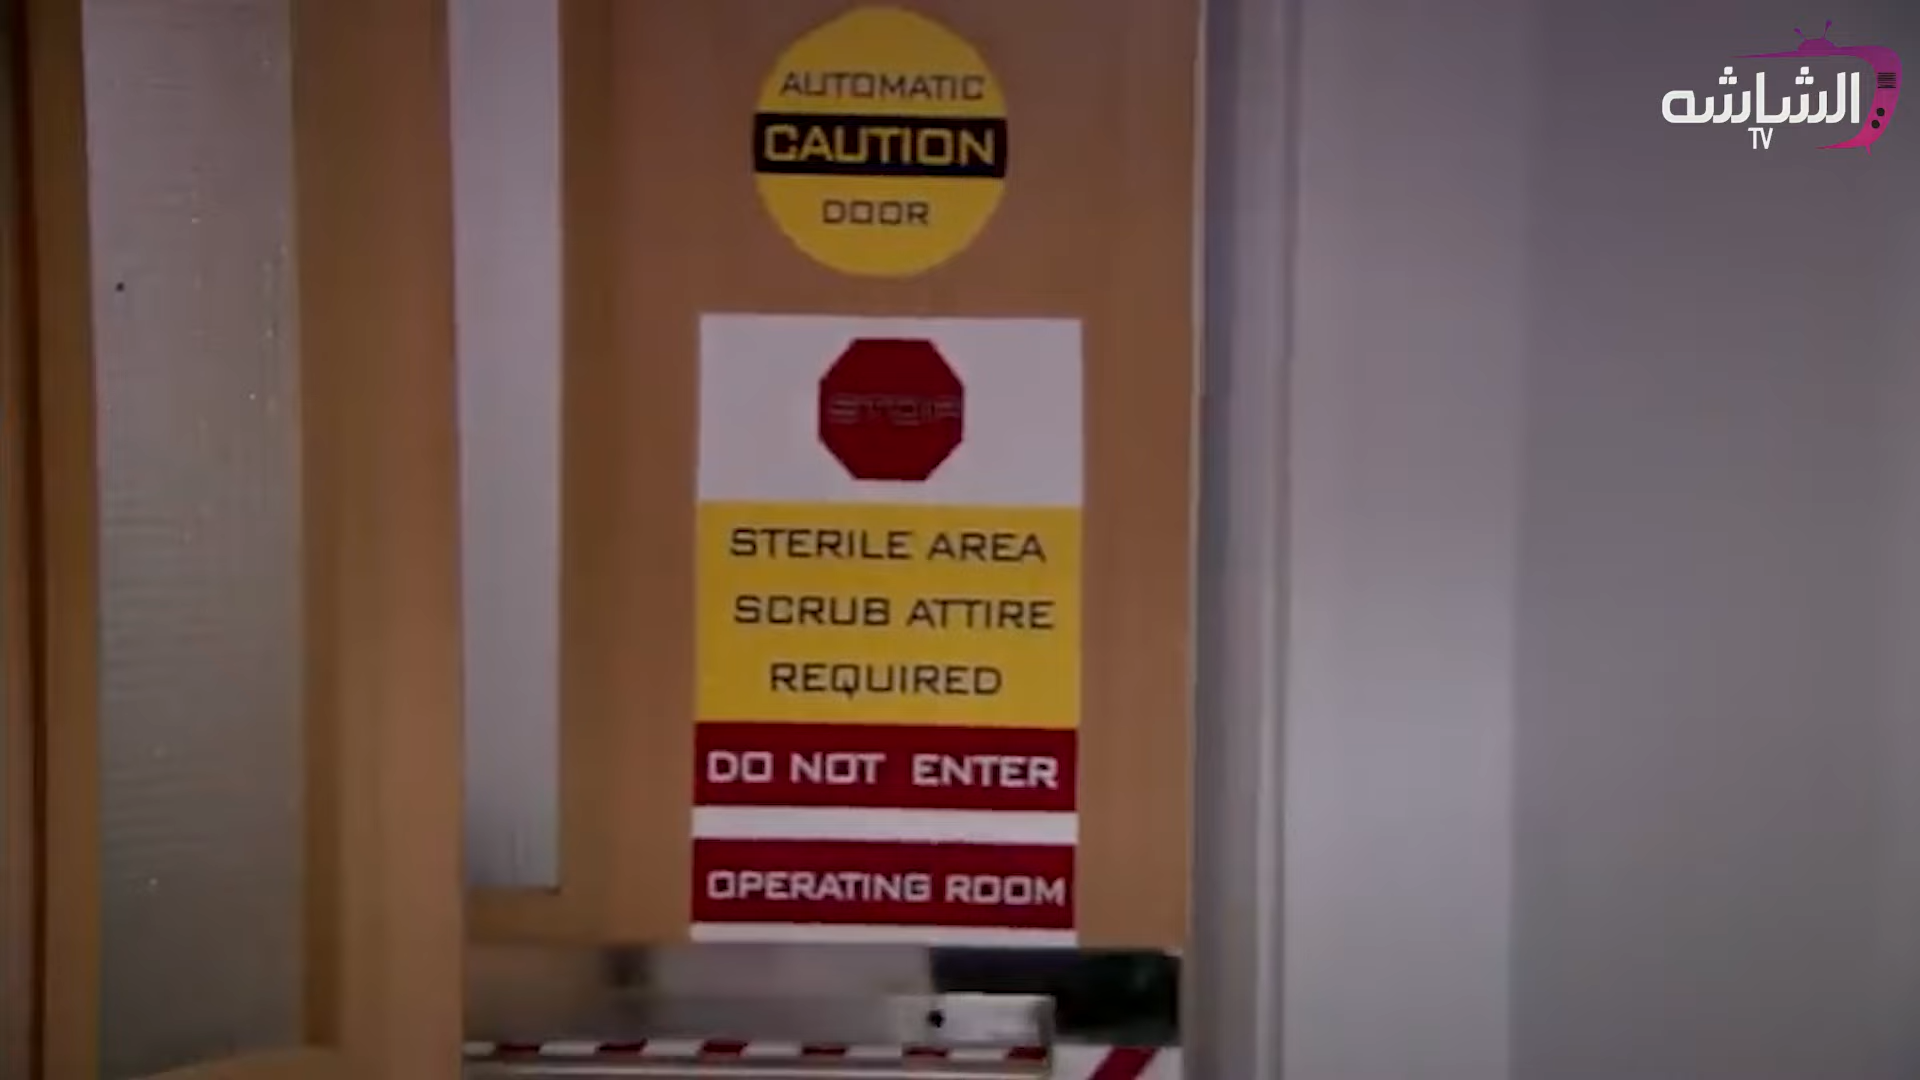 AUTOMATIC
CAUTION
DOOR
الشاشه
TV
STOP
STERILE AREA
SCRUB ATTIRE
REQUIRED
DO NOT ENTER
OPERATING ROOM